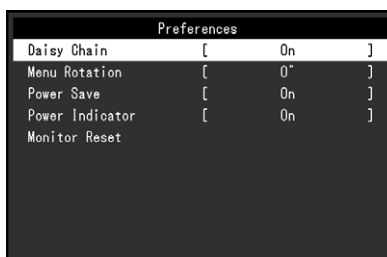 Preferences
Daisy Chain [ On ]
Menu Rotation [ 0° ]
Power Save [ On ]
Power Indicator [ On ]
Monitor Reset